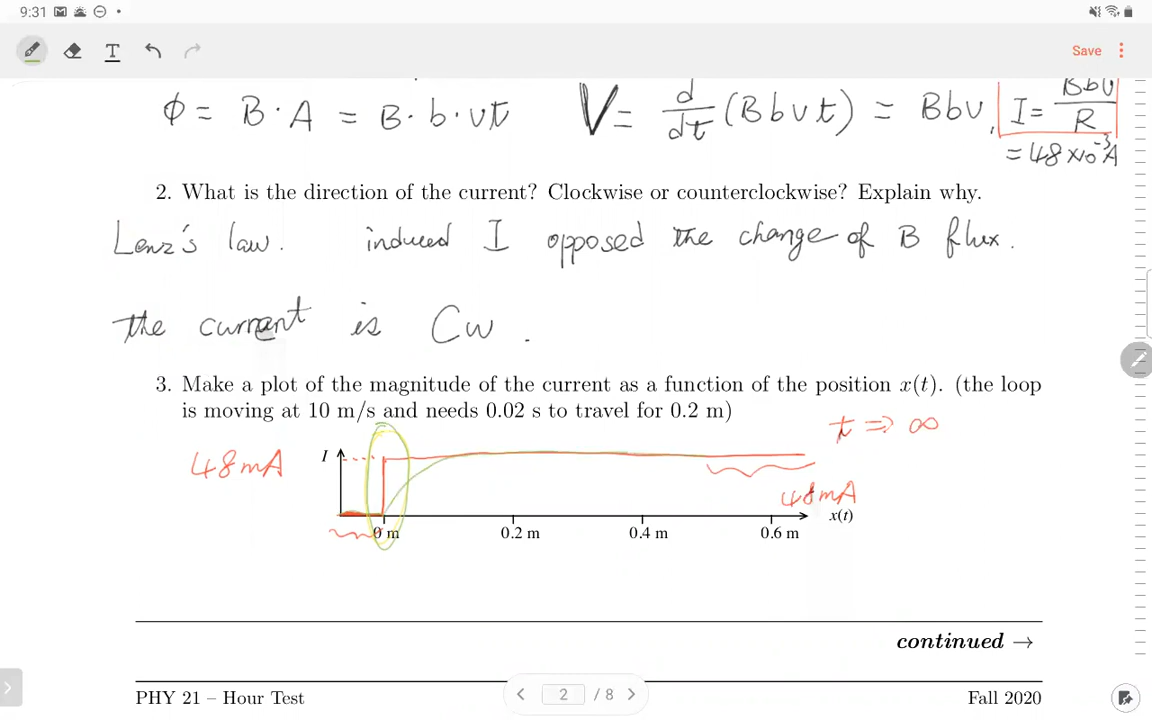 9:31
T
Save
ϕ = B · A = B · b · vt    V = d/dt (Bbvt) = Bbv, I = Bbv/R
= 48 x10^-3 A
2. What is the direction of the current? Clockwise or counterclockwise? Explain why.
Lenz's law. induced I opposed the change of B flux.
the current is Cw.
3. Make a plot of the magnitude of the current as a function of the position x(t). (the loop
is moving at 10 m/s and needs 0.02 s to travel for 0.2 m)
t ⇒ ∞
48mA I
48mA
x(t)
0 m 0.2 m 0.4 m 0.6 m
continued →
PHY 21 – Hour Test Fall 2020
2 / 8